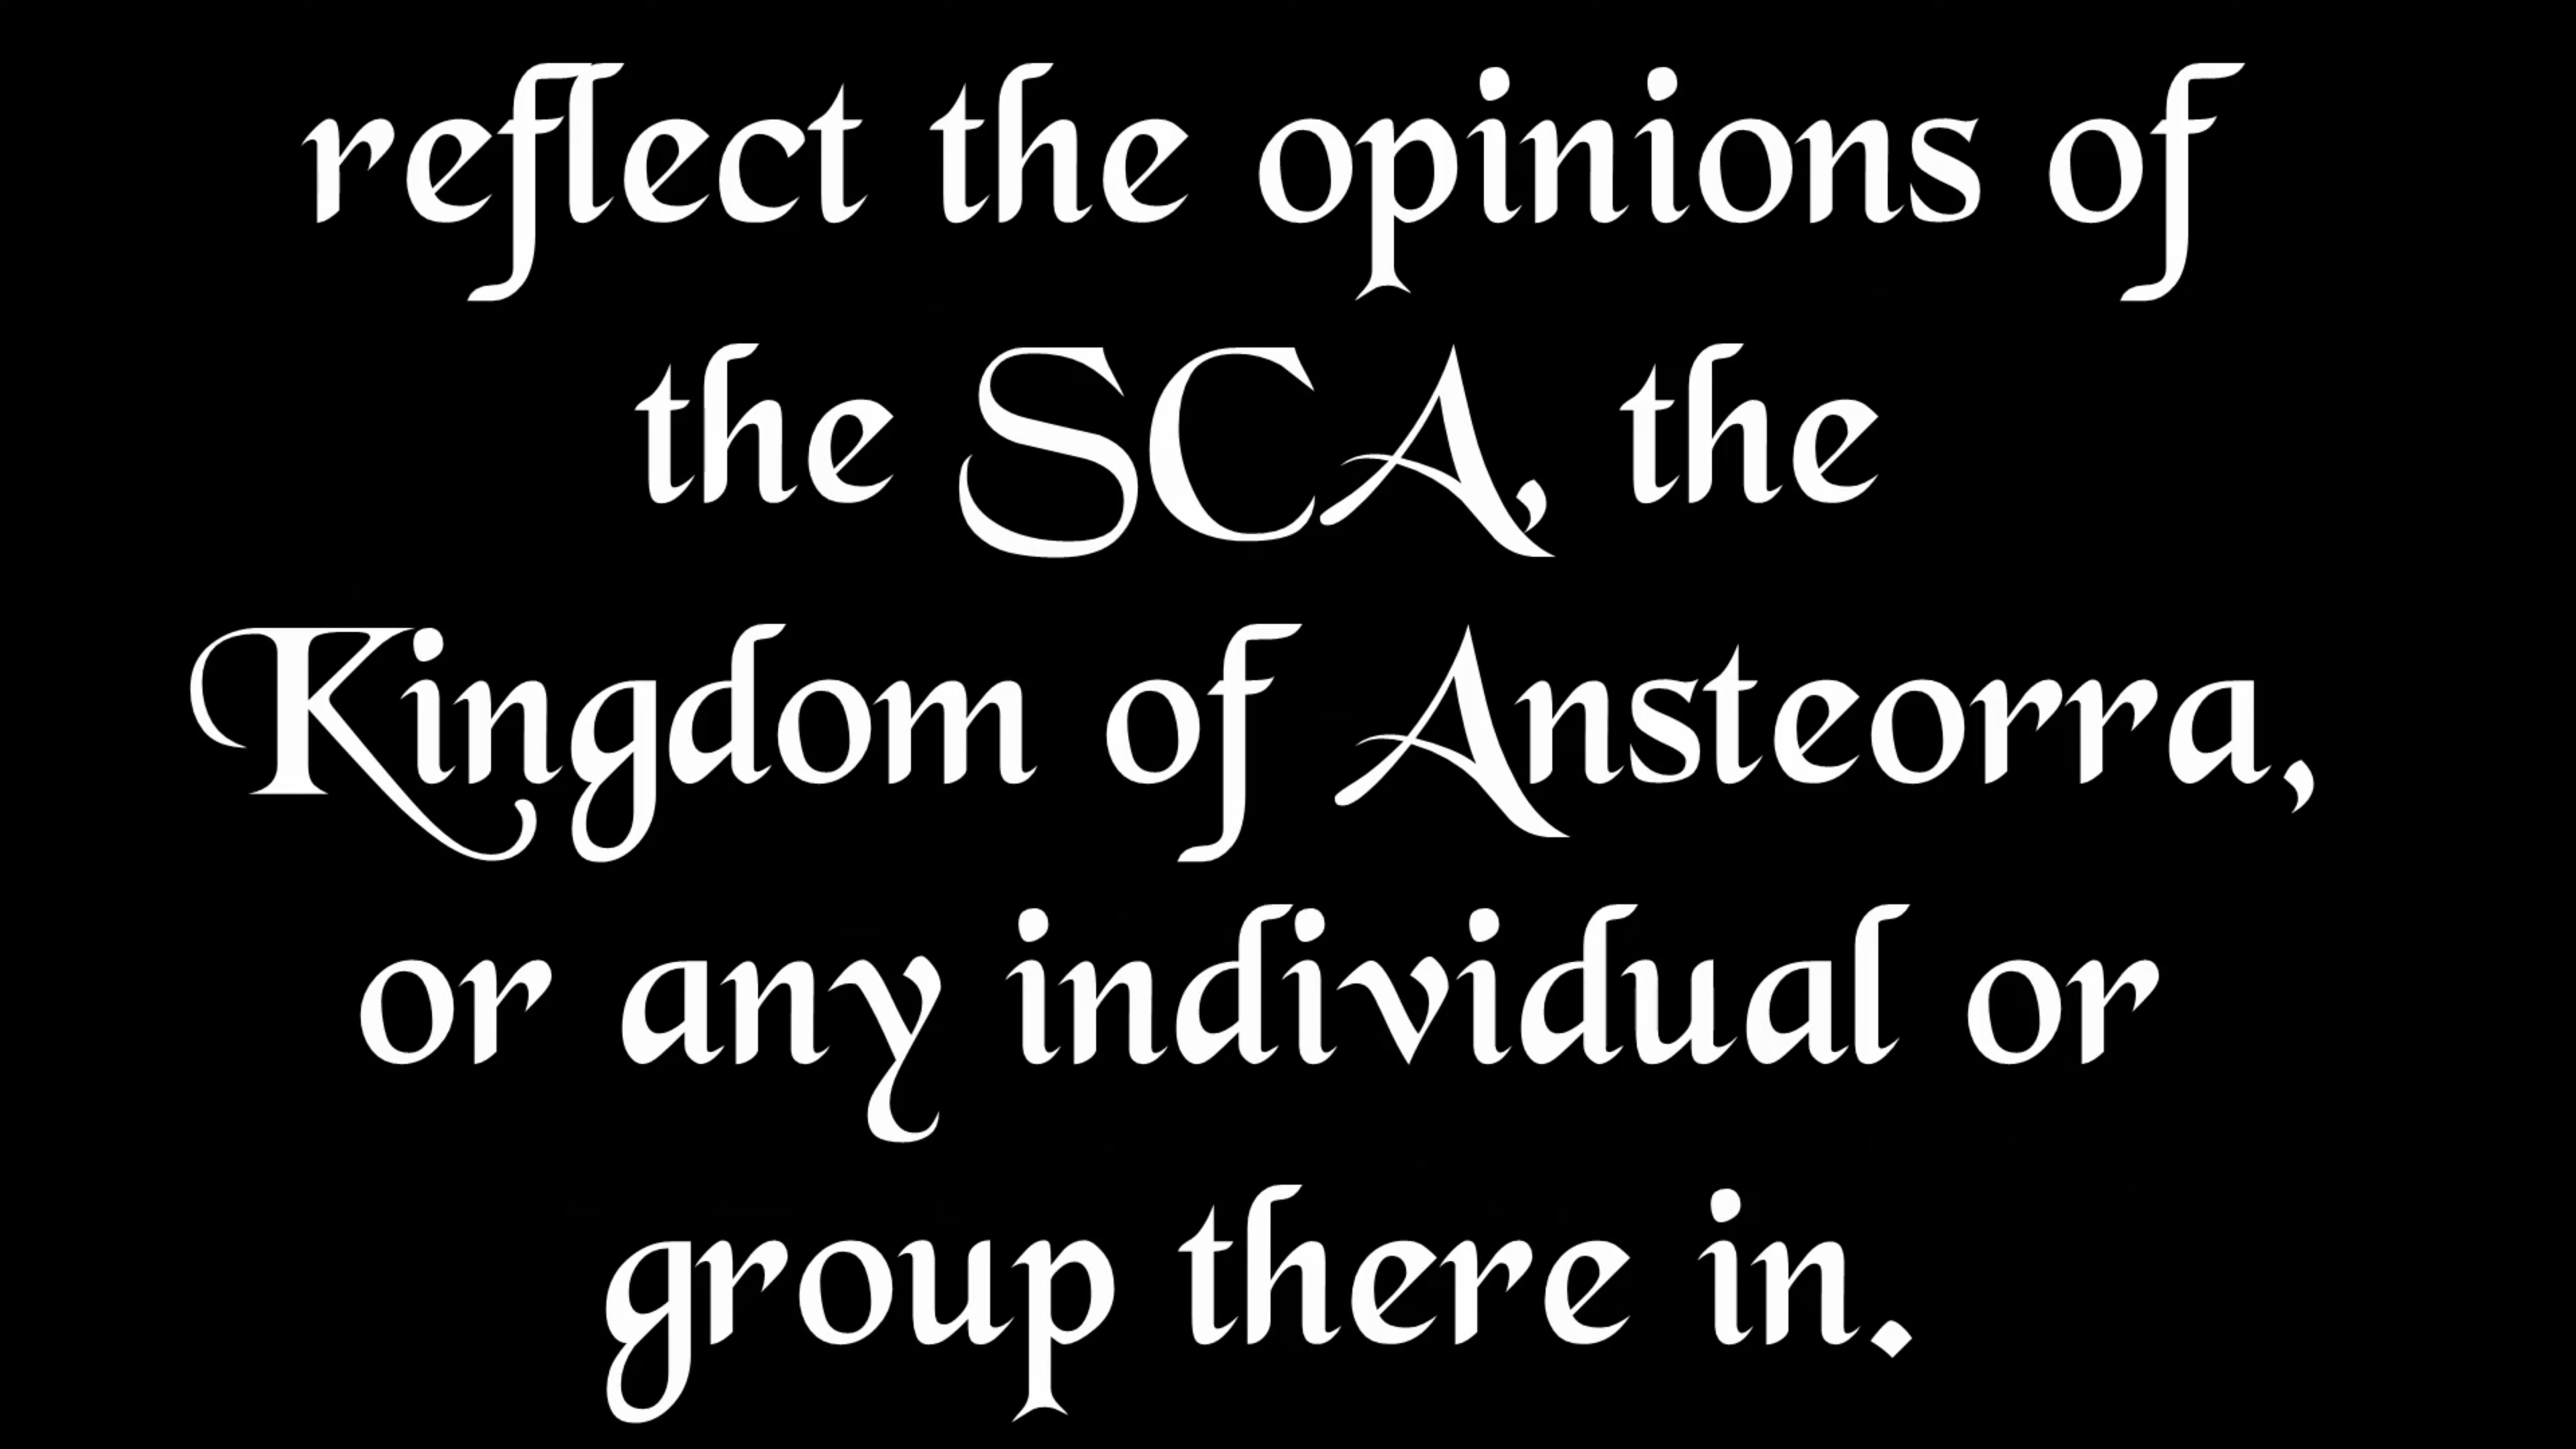 reflect the opinions of
the SCA, the
Kingdom of Ansteorra,
or any individual or
group there in.